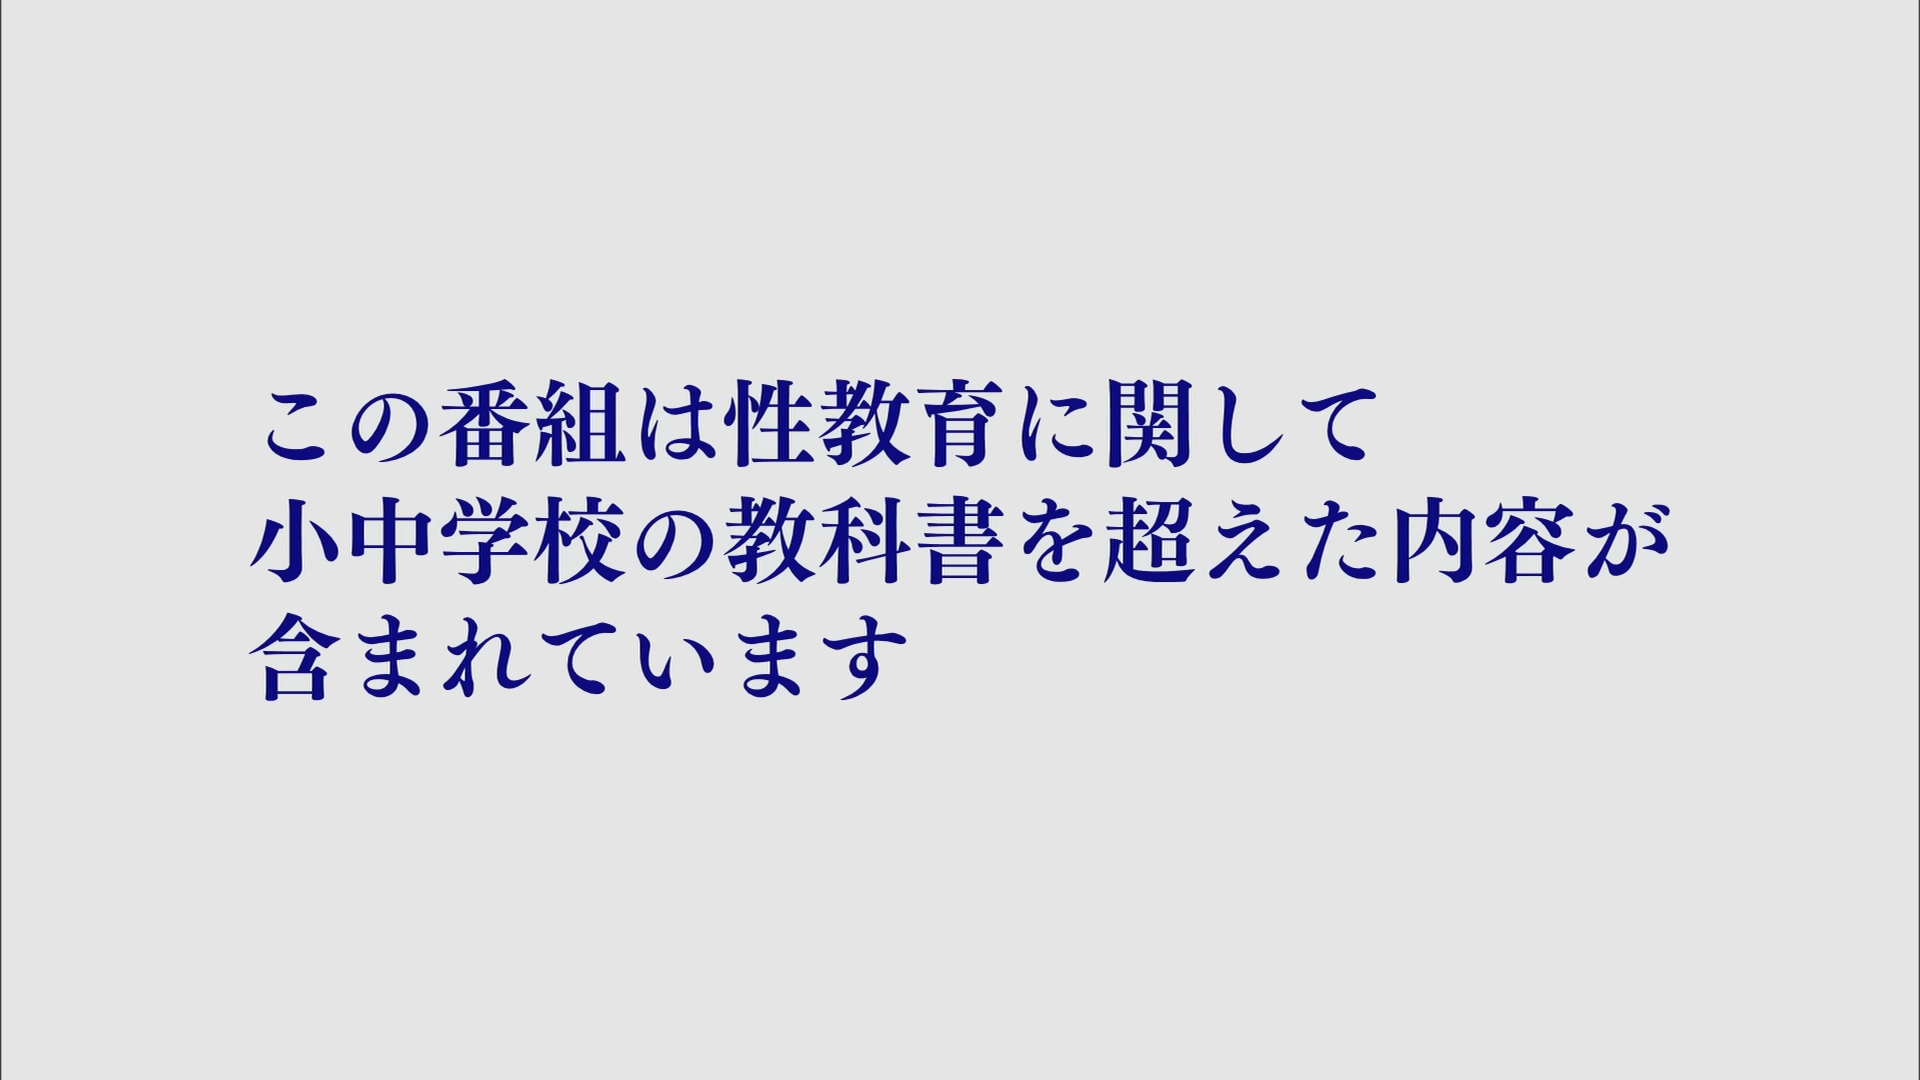 この番組は性教育に関して
小中学校の教科書を超えた内容が
含まれています